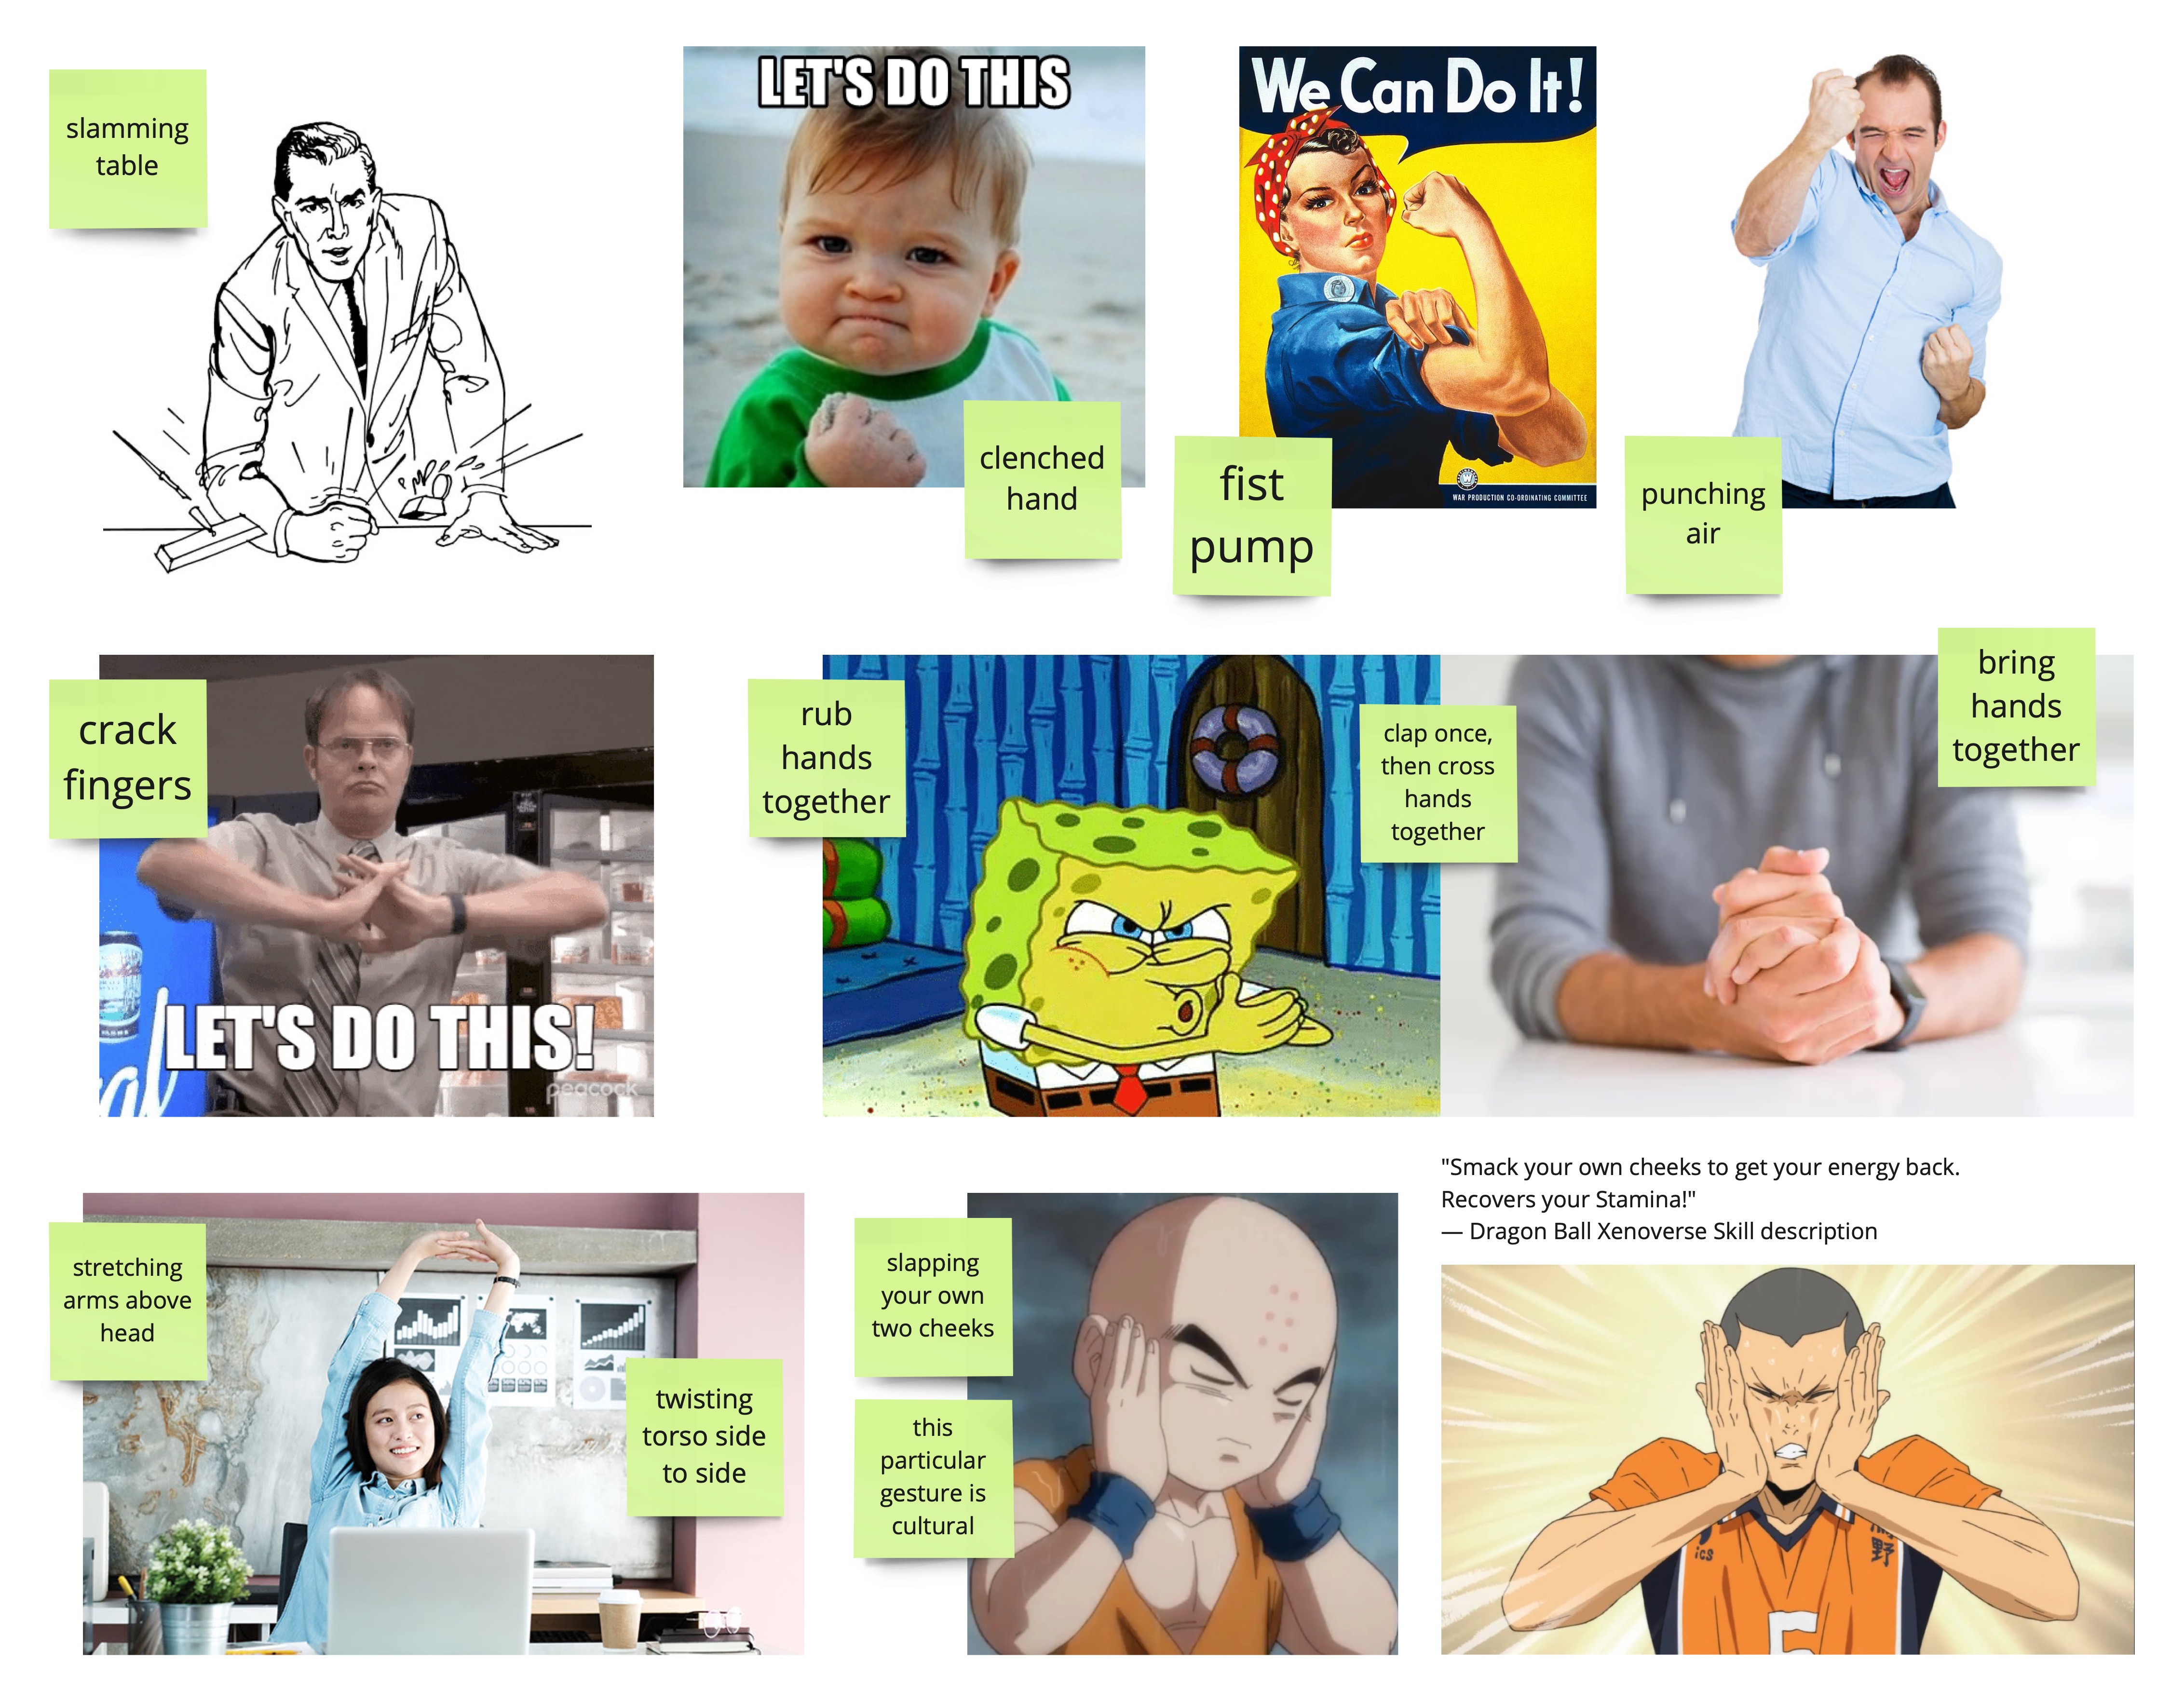 slamming
table
LET'S DO THIS
clenched
hand
We Can Do It!
WAR PRODUCTION CO-ORDINATING COMMITTEE
fist
pump
punching
air
crack
fingers
LET'S DO THIS!
peacock
al
rub
hands
together
clap once,
then cross
hands
together
bring
hands
together
stretching
arms above
head
twisting
torso side
to side
slapping
your own
two cheeks
this
particular
gesture is
cultural
"Smack your own cheeks to get your energy back.
Recovers your Stamina!"
— Dragon Ball Xenoverse Skill description
ics
野